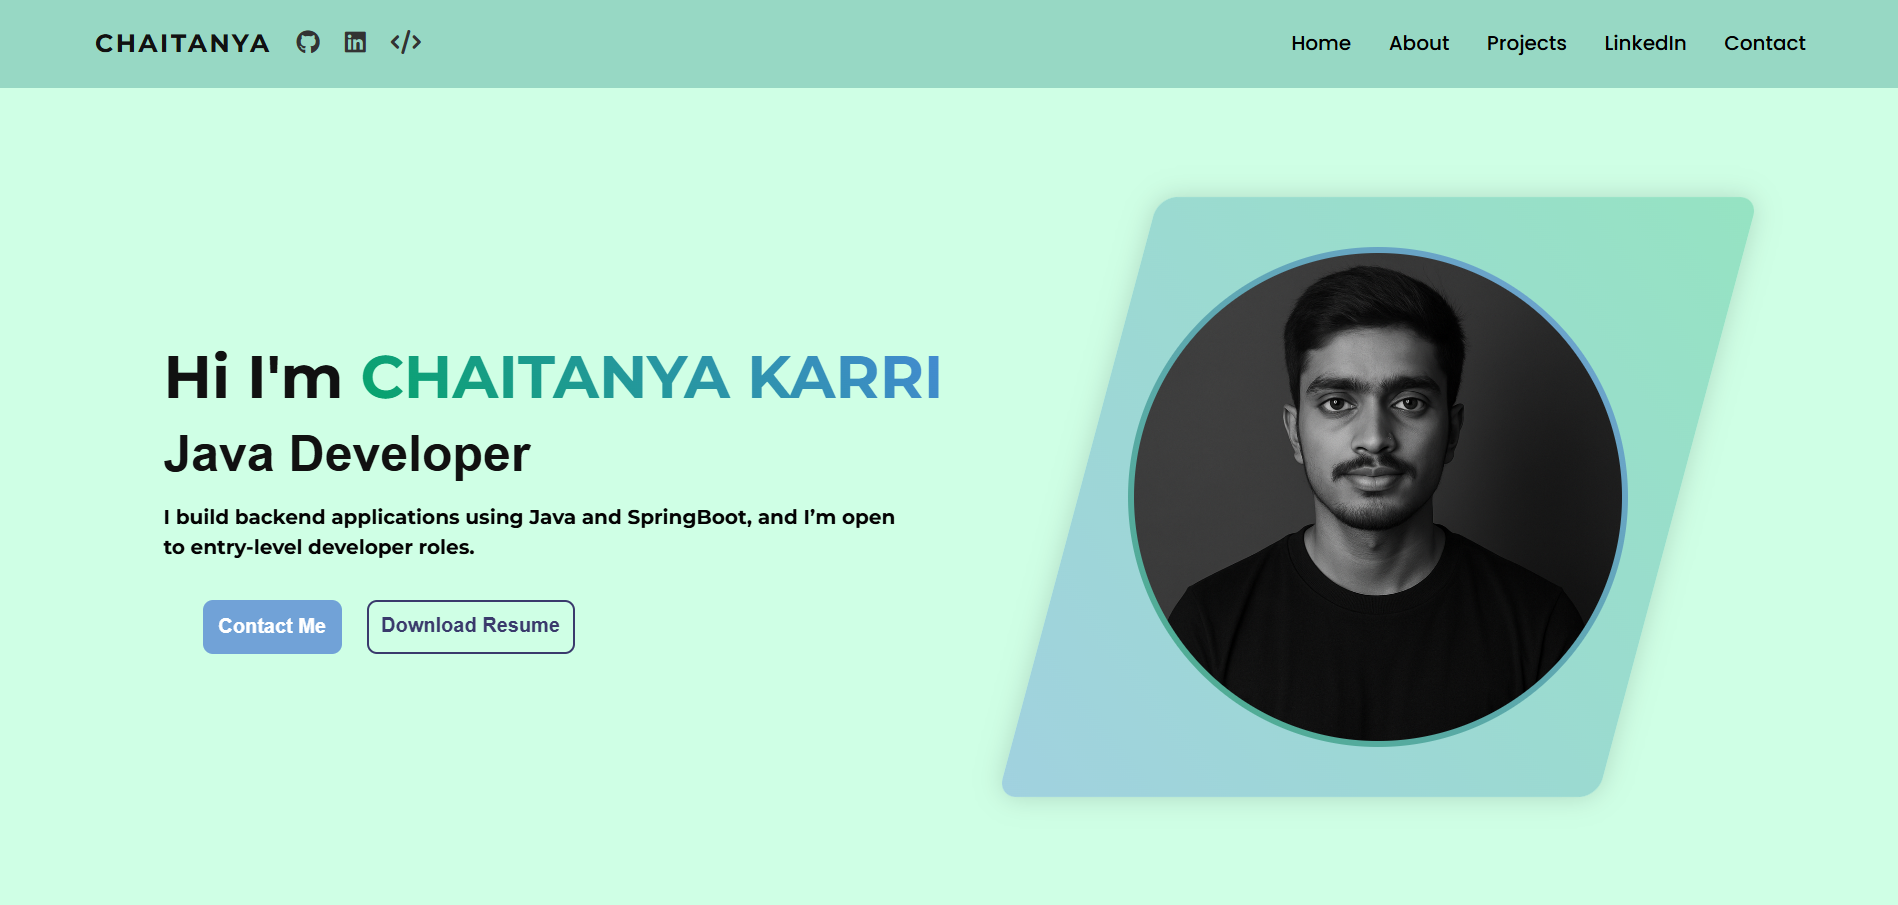 CHAITANYA
Home About Projects LinkedIn Contact
Hi I'm CHAITANYA KARRI
Java Developer
I build backend applications using Java and SpringBoot, and I’m open
to entry-level developer roles.
Contact Me
Download Resume